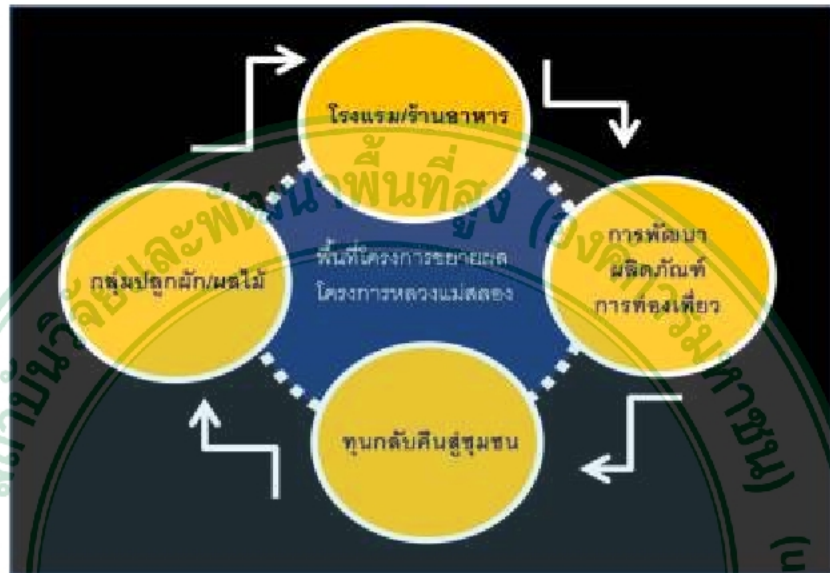 โรงแรม/ร้านอาหาร
กลุ่มปลูกผัก/ผลไม้
พื้นที่โครงการขยายผล
โครงการหลวงแม่สลอง
การพัฒนา
ผลิตภัณฑ์
การท่องเที่ยว
ทุนกลับคืนสู่ชุมชน
สถาบันวิจัยและพัฒนาพื้นที่สูง (องค์การมหาชน)